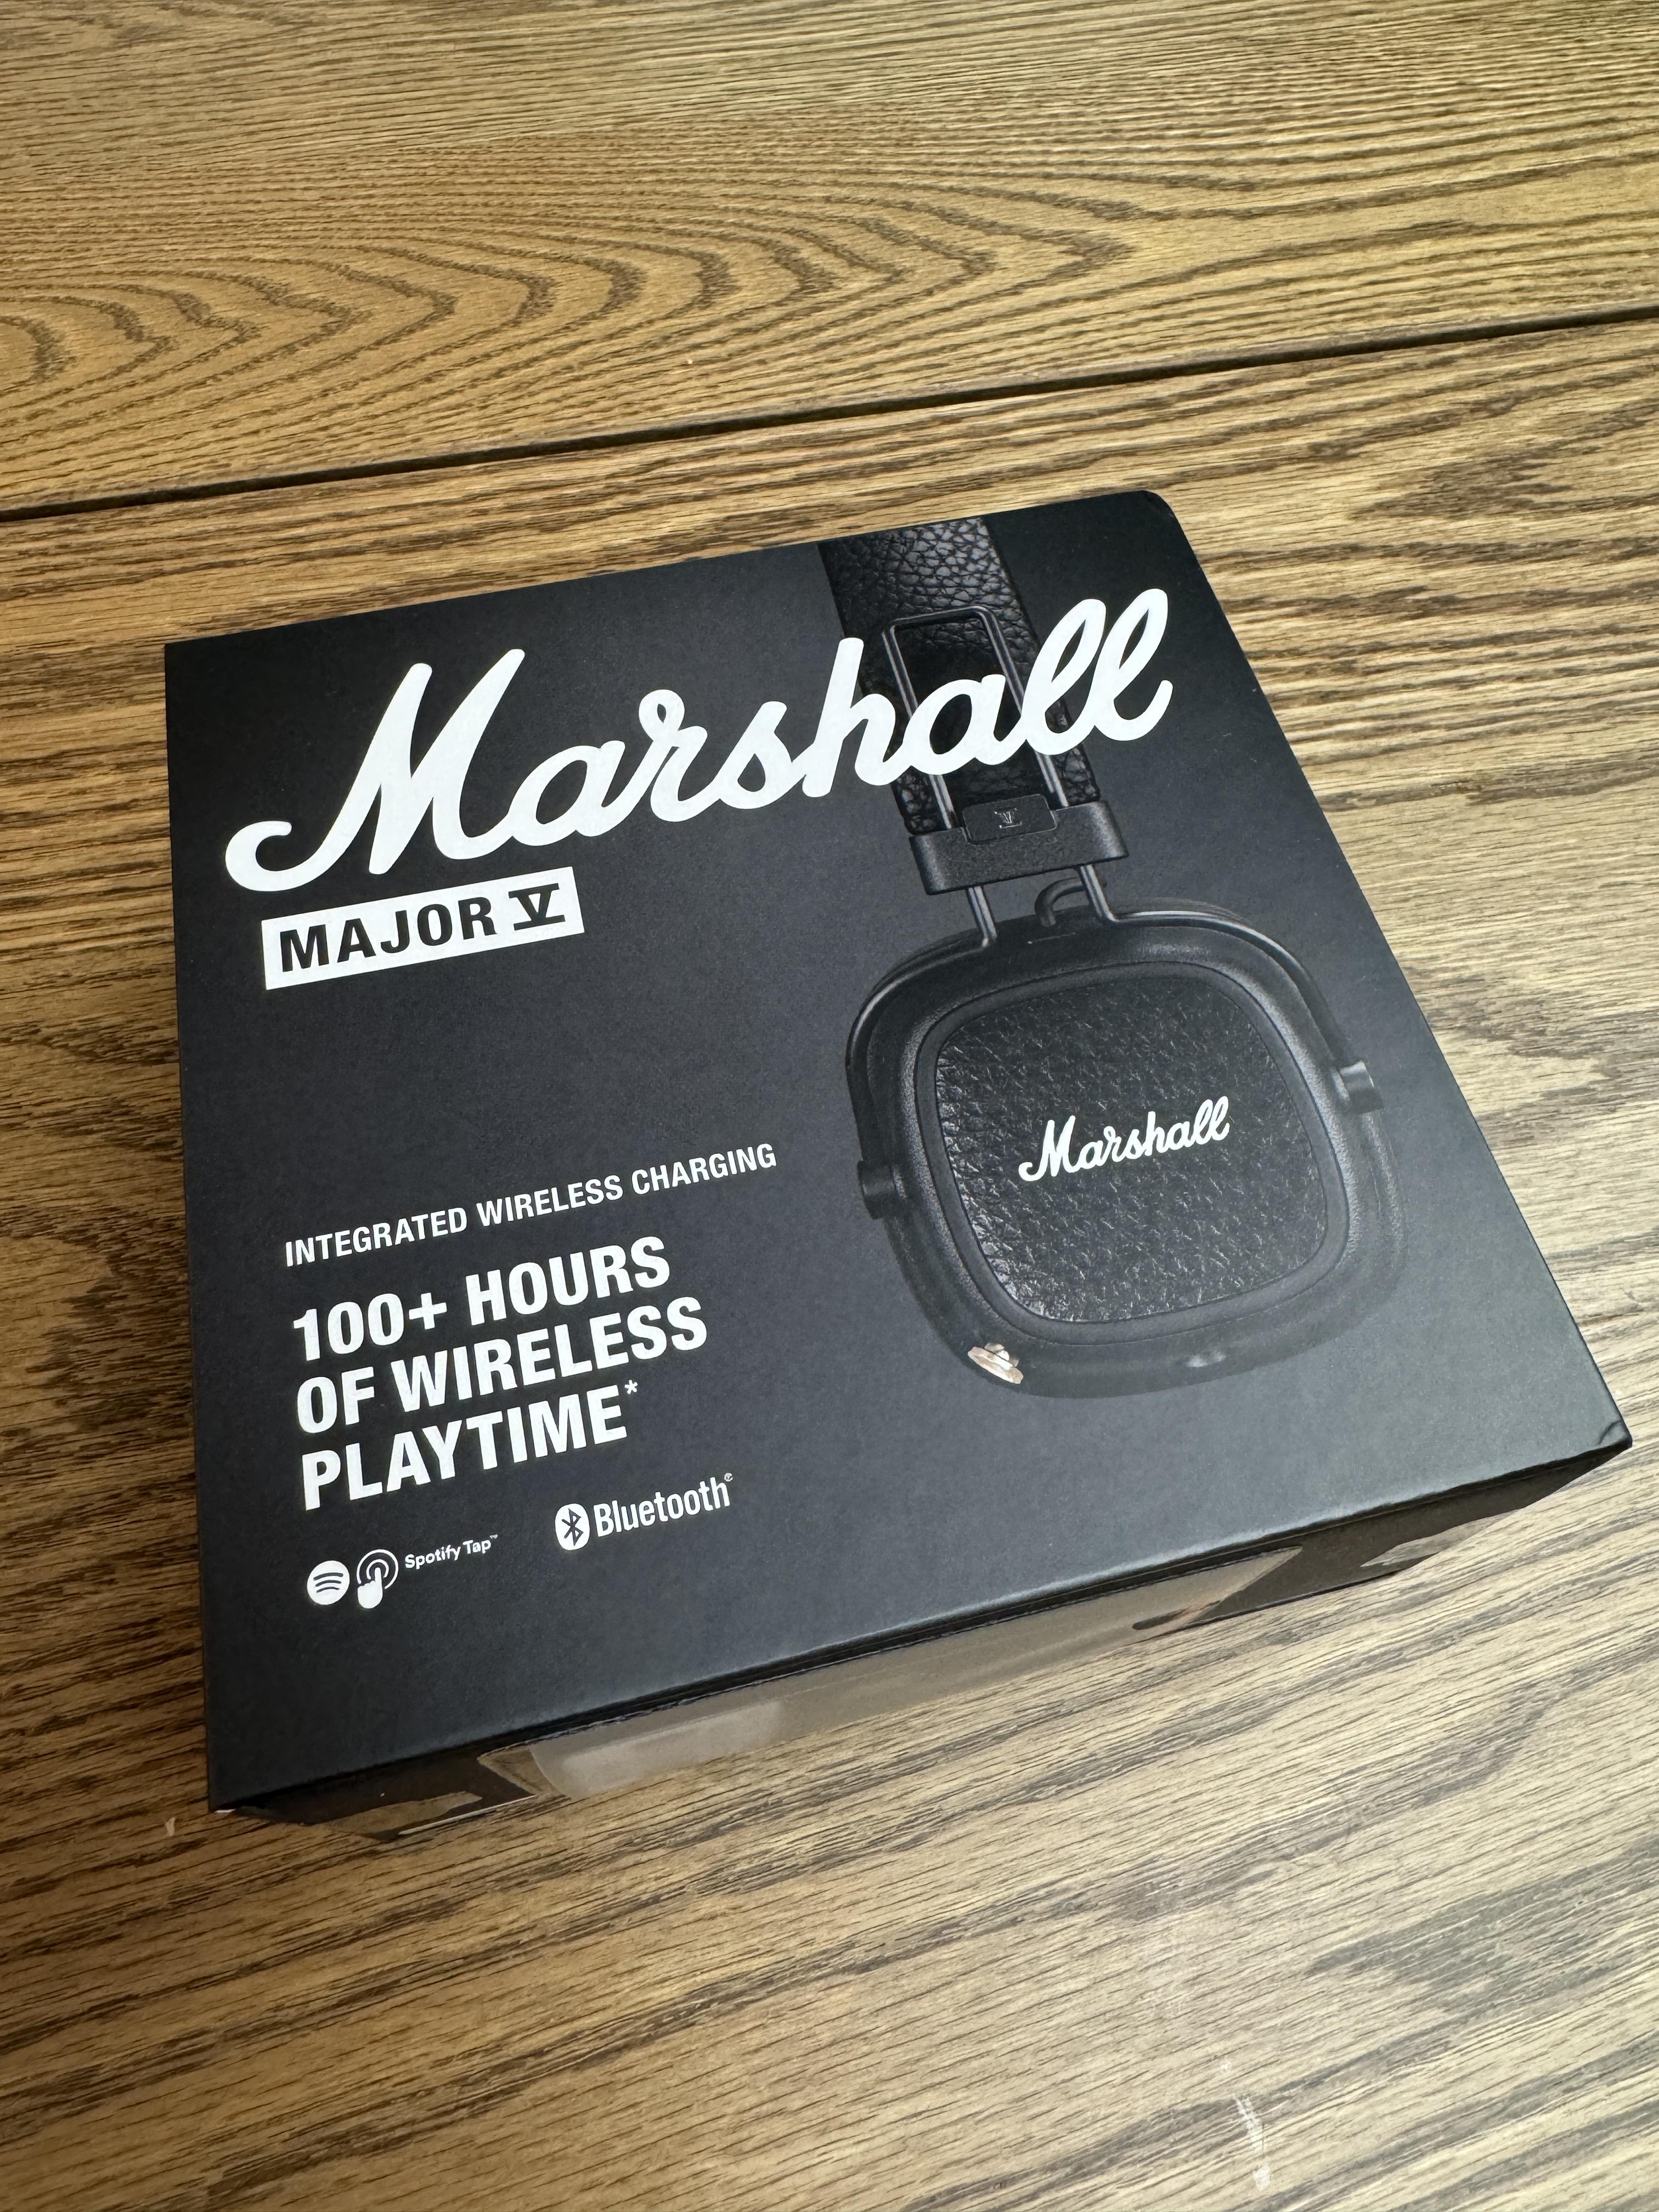 Marshall
MAJOR V
Marshall
INTEGRATED WIRELESS CHARGING
100+ HOURS
OF WIRELESS
PLAYTIME*
Spotify Tap™
Bluetooth®